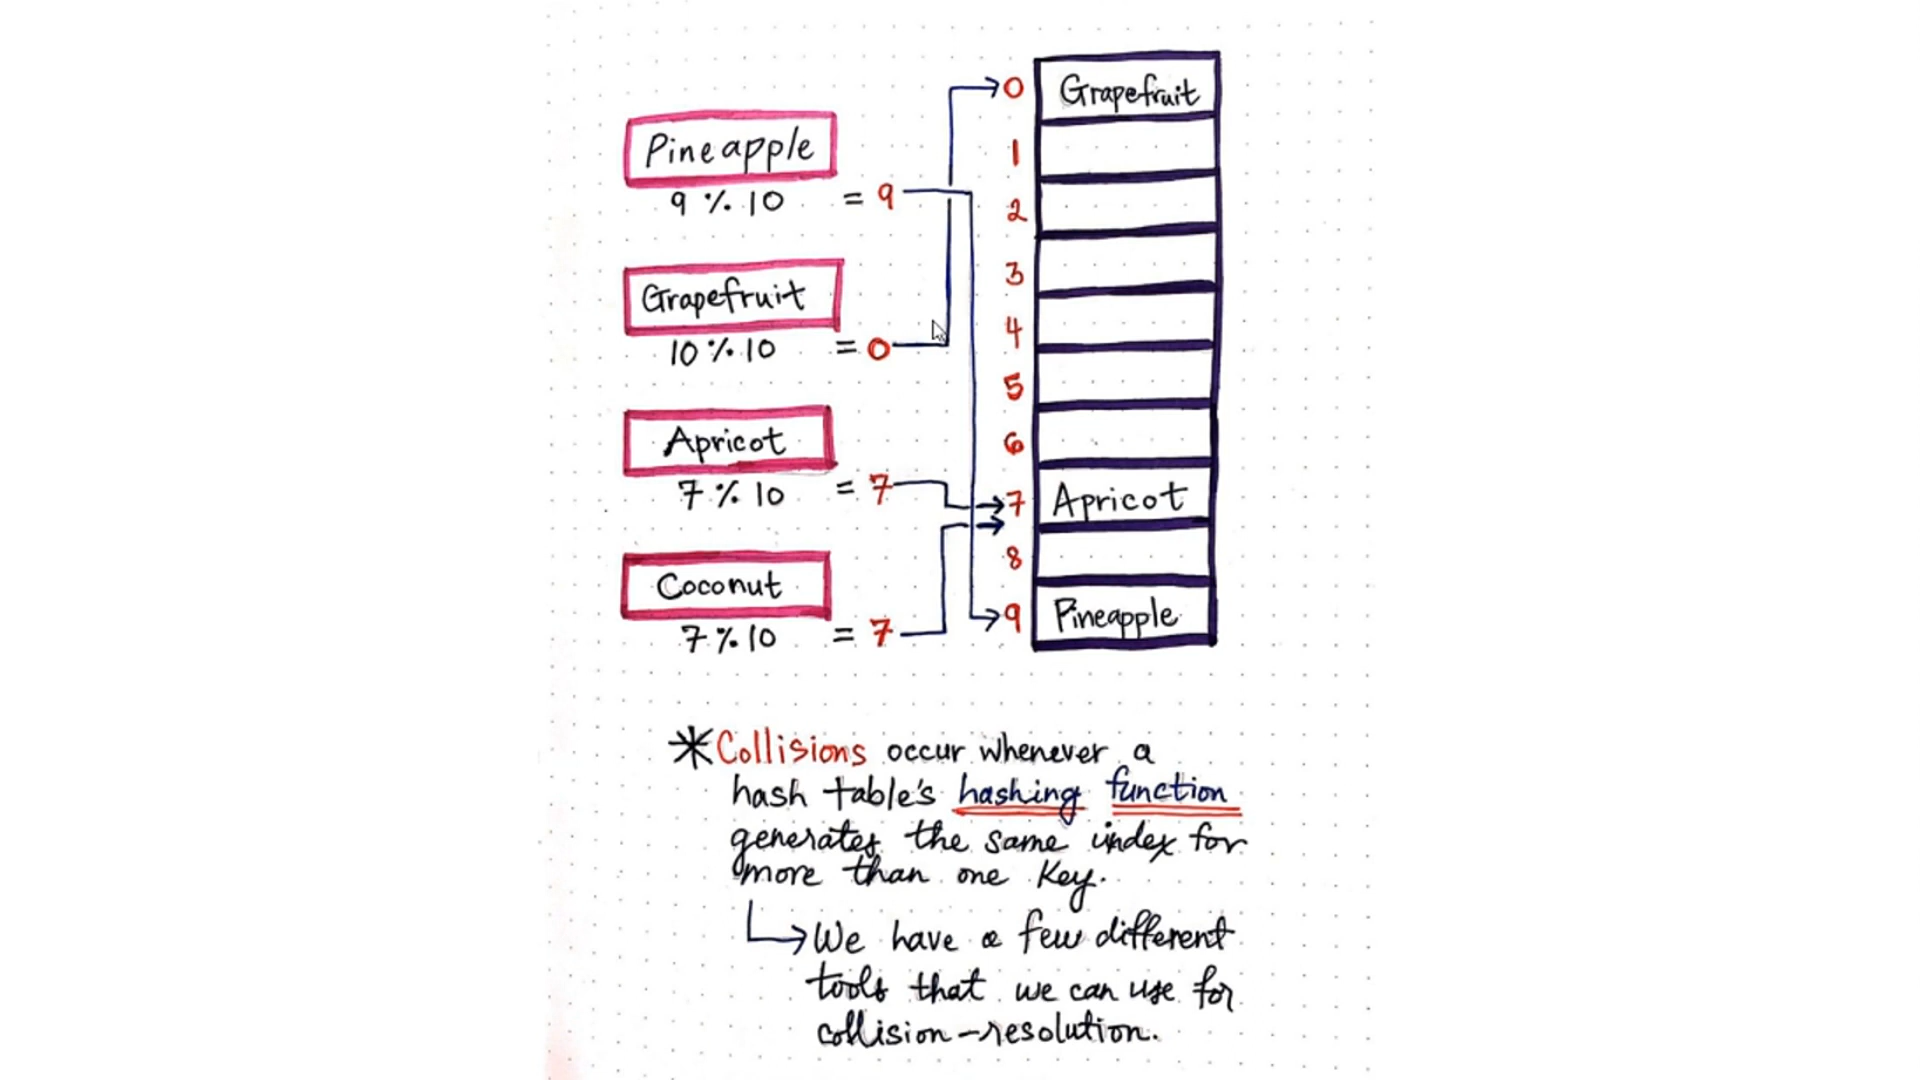 Pineapple
9 % 10 = 9
Grapefruit
10 % 10 = 0
Apricot
7 % 10 = 7
Coconut
7 % 10 = 7
0 Grapefruit
1
2
3
4
5
6
7 Apricot
8
9 Pineapple
*Collisions occur whenever a
hash table's hashing function
generates the same index for
more than one key.
We have a few different
tools that we can use for
collision-resolution.